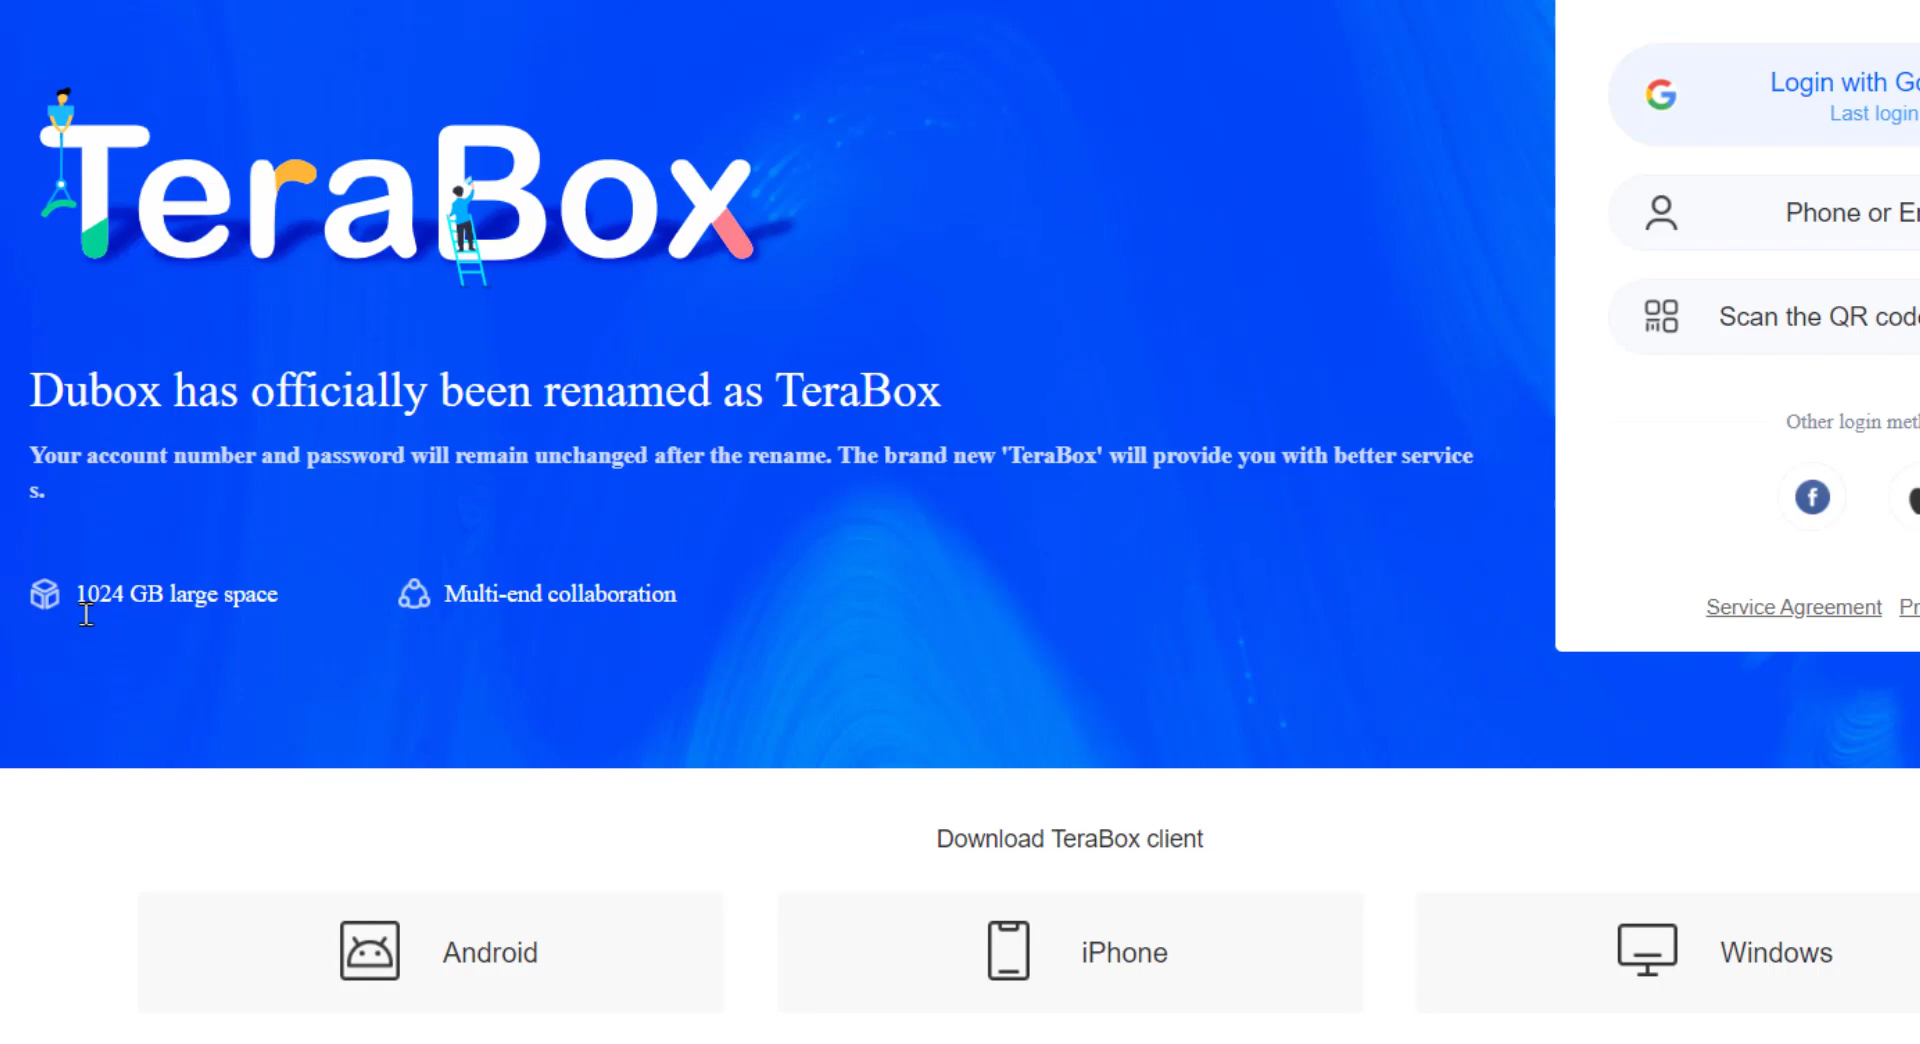 TeraBox
Dubox has officially been renamed as TeraBox
Your account number and password will remain unchanged after the rename. The brand new 'TeraBox' will provide you with better service
s.
1024 GB large space
Multi-end collaboration
Login with Go
Last login
Phone or En
Scan the QR code
Other login met
Service Agreement Pr
Download TeraBox client
Android
iPhone
Windows